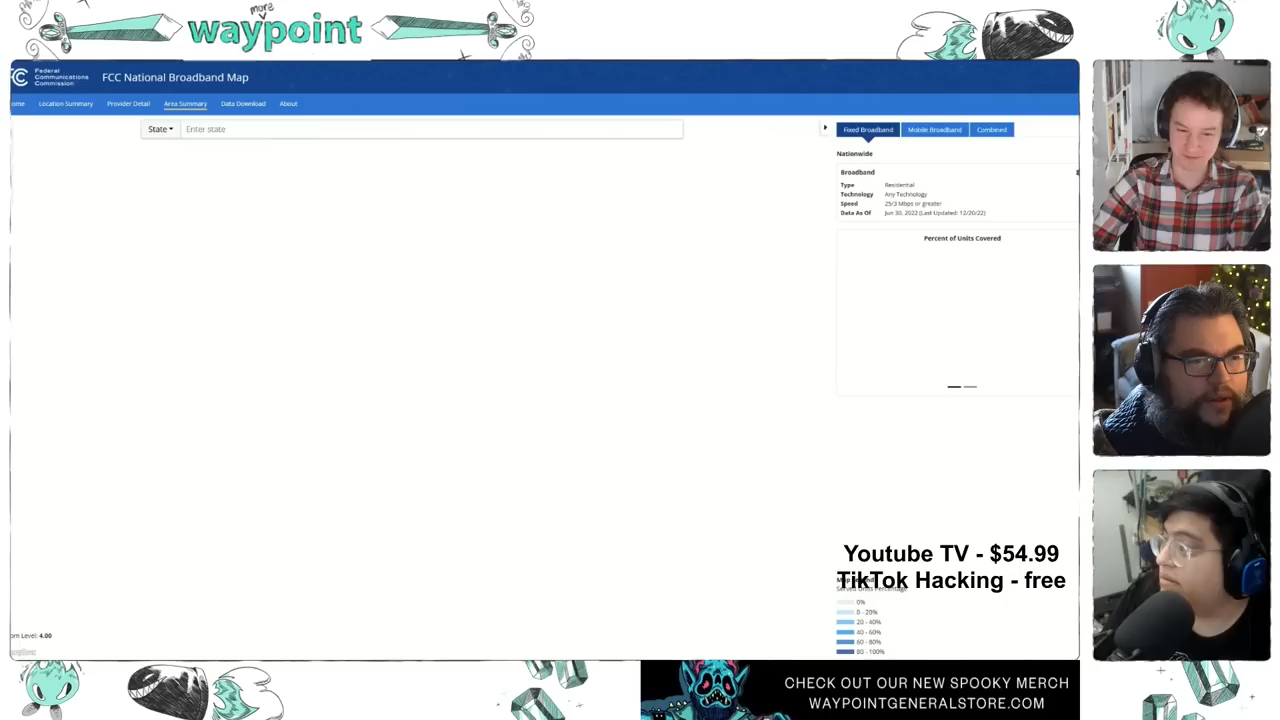 more
waypoint
Federal
Communications
Commission
FCC National Broadband Map
Location Summary
Provider Detail
Area Summary
Data Download
About
State
Enter state
Fixed Broadband
Mobile Broadband
Combined
Nationwide
Broadband
Type Residential
Technology Any Technology
Speed 25/3 Mbps or greater
Data As Of Jun 30, 2022 (Last Updated: 12/20/22)
Percent of Units Covered
Youtube TV - $54.99
TikTok Hacking - free
Served Units Percentage
0%
0 - 20%
20 - 40%
40 - 60%
60 - 80%
80 - 100%
Level: 4.00
CHECK OUT OUR NEW SPOOKY MERCH
WAYPOINTGENERALSTORE.COM